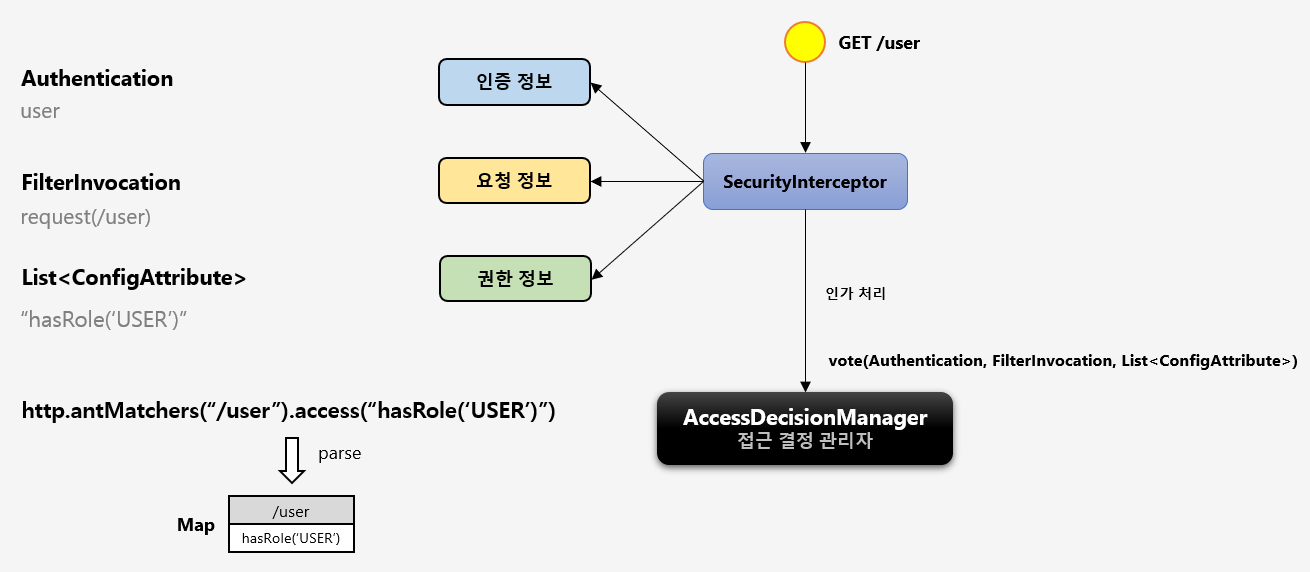 GET /user
Authentication
user
인증 정보
FilterInvocation
request(/user)
요청 정보
SecurityInterceptor
List<ConfigAttribute>
“hasRole(‘USER’)”
권한 정보
인가 처리
vote(Authentication, FilterInvocation, List<ConfigAttribute>)
http.antMatchers(“/user”).access(“hasRole(‘USER’)”)
AccessDecisionManager
접근 결정 관리자
parse
Map
/user
hasRole(‘USER’)